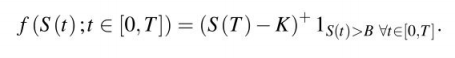 f (S(t); t ∈ [0, T]) = (S(T) − K)⁺ 1_{S(t)>B ∀t∈[0,T]}.